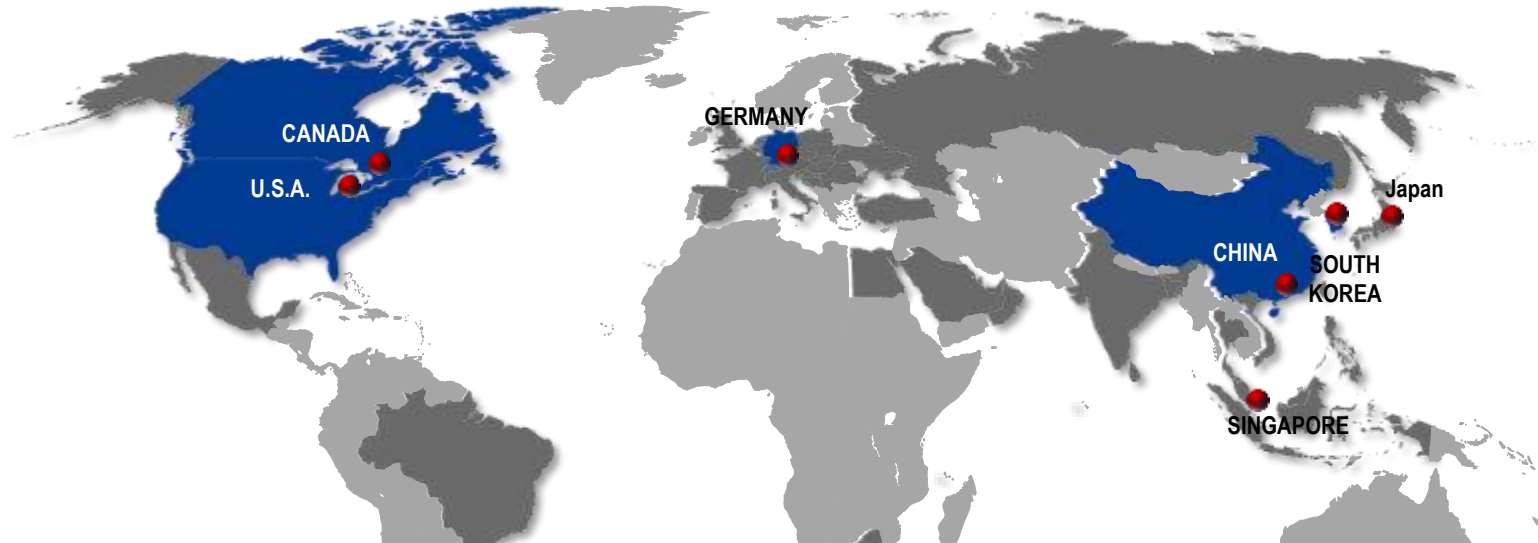 GERMANY
CANADA
U.S.A.
Japan
CHINA
SOUTH
KOREA
SINGAPORE